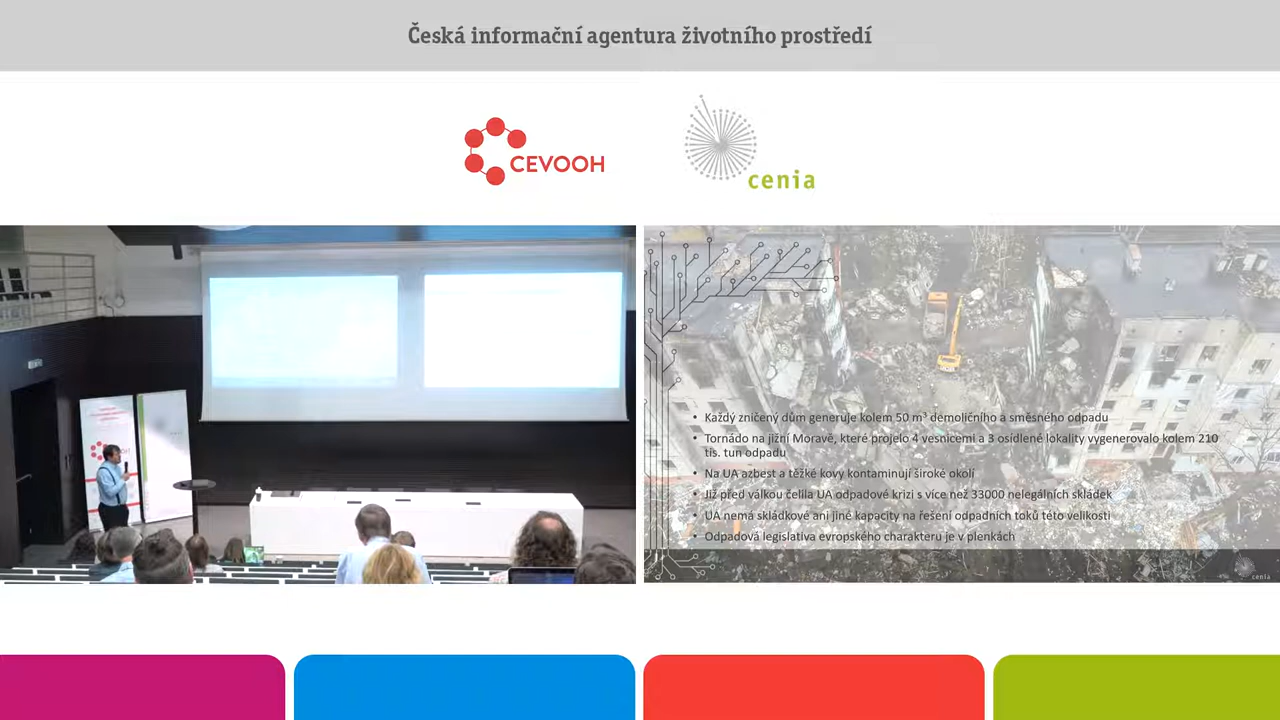 Česká informační agentura životního prostředí
CEVOOH
cenia
• Každý zničený dům generuje kolem 50 m³ demoličního a směsného odpadu
• Tornádo na jižní Moravě, které projelo 4 vesnicemi a 3 osídlené lokality vygenerovalo kolem 210
tis. tun odpadu
• Na UA azbest a těžké kovy kontaminují široké okolí
• Již před válkou čelila UA odpadové krizi s více než 33000 nelegálních skládek
• UA nemá skládkové ani jiné kapacity na řešení odpadních toků této velikosti
• Odpadová legislativa evropského charakteru je v plenkách
cenia